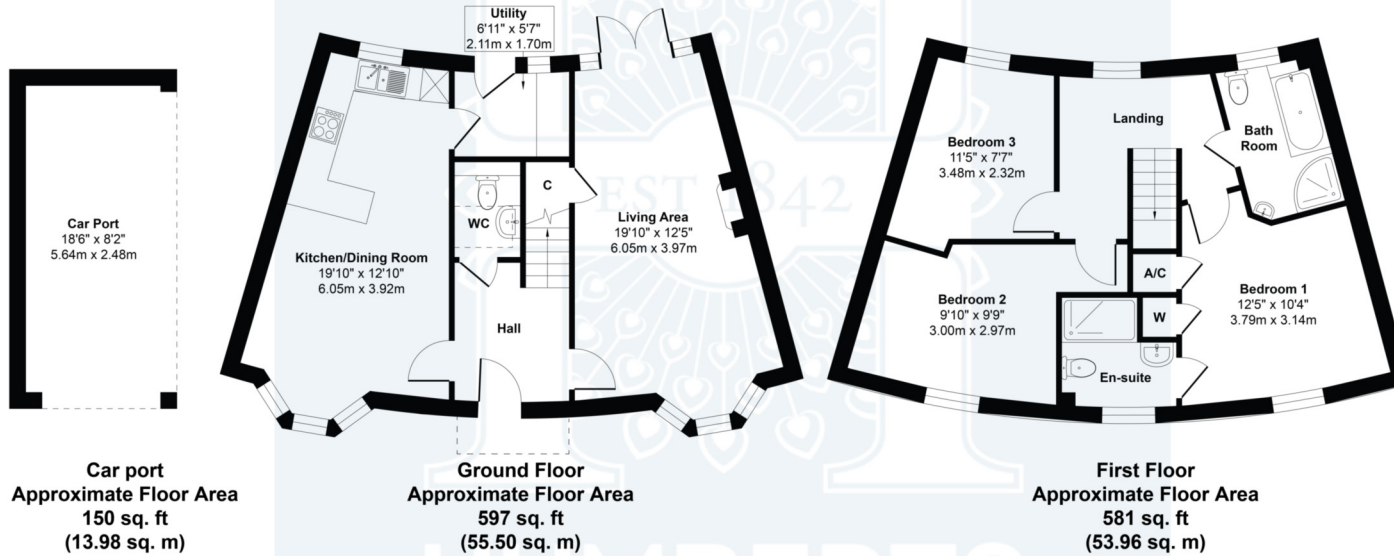 Car Port
18'6" x 8'2"
5.64m x 2.48m
Utility
6'11" x 5'7"
2.11m x 1.70m
Kitchen/Dining Room
19'10" x 12'10"
6.05m x 3.92m
WC
C
Hall
Living Area
19'10" x 12'5"
6.05m x 3.97m
Bedroom 3
11'5" x 7'7"
3.48m x 2.32m
Landing
Bath
Room
Bedroom 2
9'10" x 9'9"
3.00m x 2.97m
A/C
W
Bedroom 1
12'5" x 10'4"
3.79m x 3.14m
En-suite
EST 1842
Car port
Approximate Floor Area
150 sq. ft
(13.98 sq. m)
Ground Floor
Approximate Floor Area
597 sq. ft
(55.50 sq. m)
First Floor
Approximate Floor Area
581 sq. ft
(53.96 sq. m)